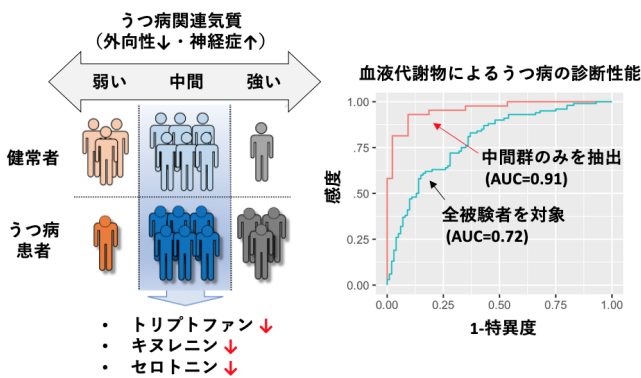 うつ病関連気質
（外向性↓・神経症↑）
弱い
中間
強い
健常者
うつ病
患者
• トリプトファン ↓
• キヌレニン ↓
• セロトニン ↓
血液代謝物によるうつ病の診断性能
1.00
.75
0.50
0.25
0.00
感度
中間群のみを抽出
(AUC=0.91)
全被験者を対象
(AUC=0.72)
0.00
0.25
0.50
0.75
1.00
1-特異度